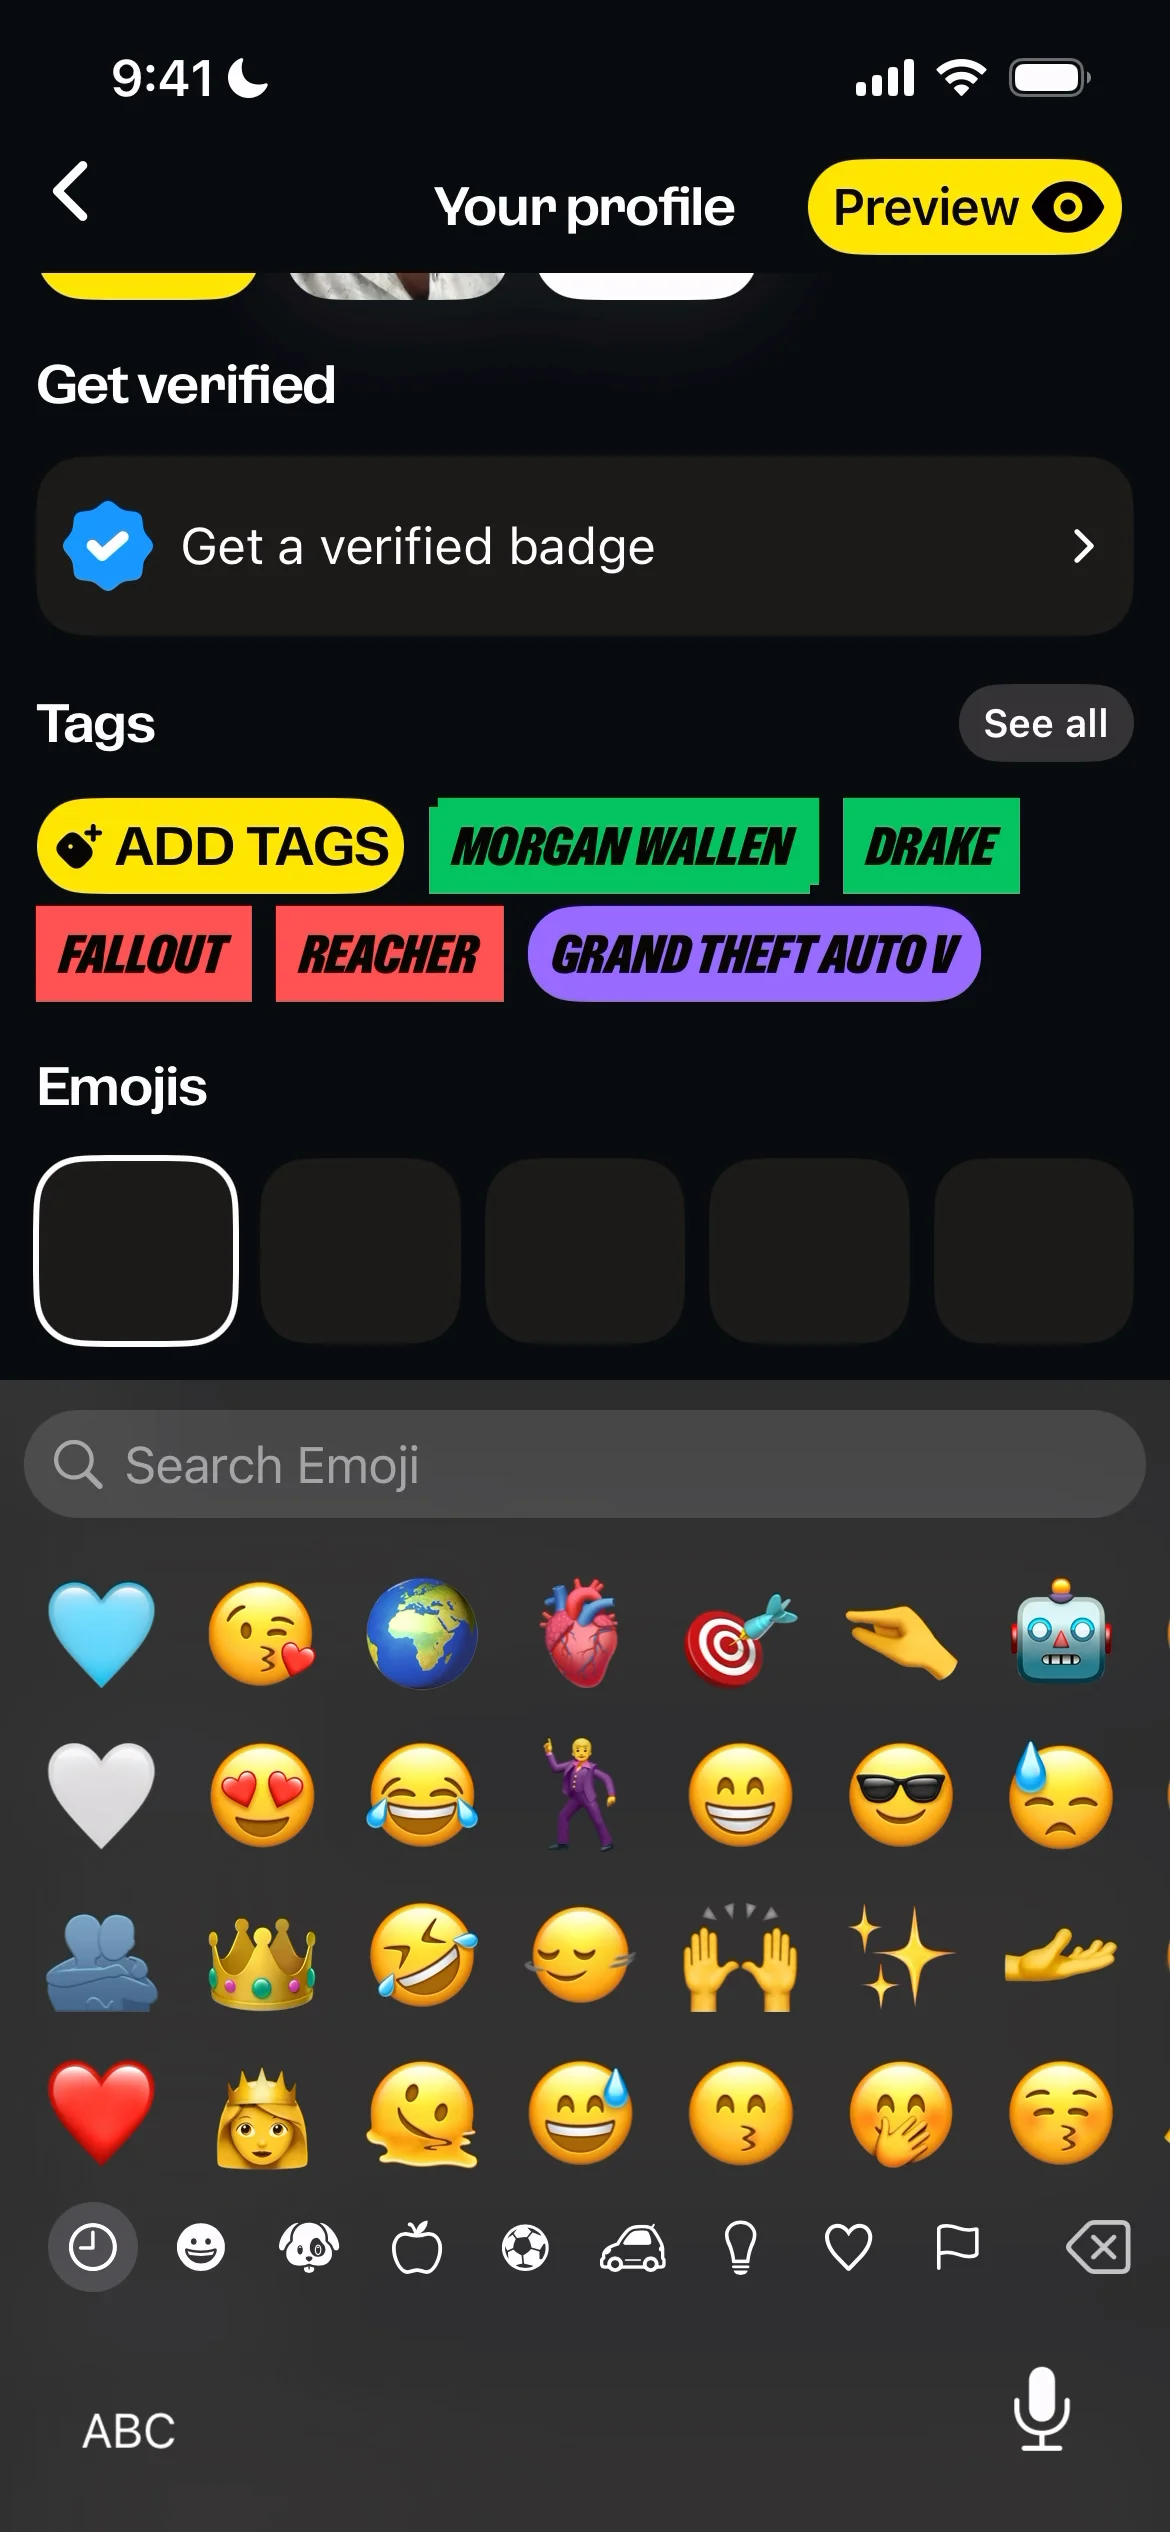 9:41
Your profile
Preview
Get verified
Get a verified badge
Tags
See all
ADD TAGS
MORGAN WALLEN
DRAKE
FALLOUT
REACHER
GRAND THEFT AUTO V
Emojis
Search Emoji
ABC